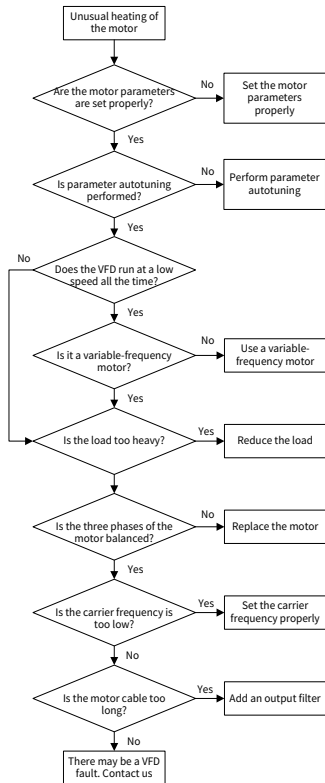 Unusual heating of
the motor
Are the motor parameters
are set properly?
No
Set the motor
parameters
properly
Yes
Is parameter autotuning
performed?
No
Perform parameter
autotuning
Yes
No
Does the VFD run at a low
speed all the time?
Yes
Is it a variable-frequency
motor?
No
Use a variable-
frequency motor
Yes
Is the load too heavy?
Yes
Reduce the load
Is the three phases of the
motor balanced?
No
Replace the motor
Yes
Is the carrier frequency is
too low?
Yes
Set the carrier
frequency properly
No
Is the motor cable too
long?
Yes
Add an output filter
No
There may be a VFD
fault. Contact us